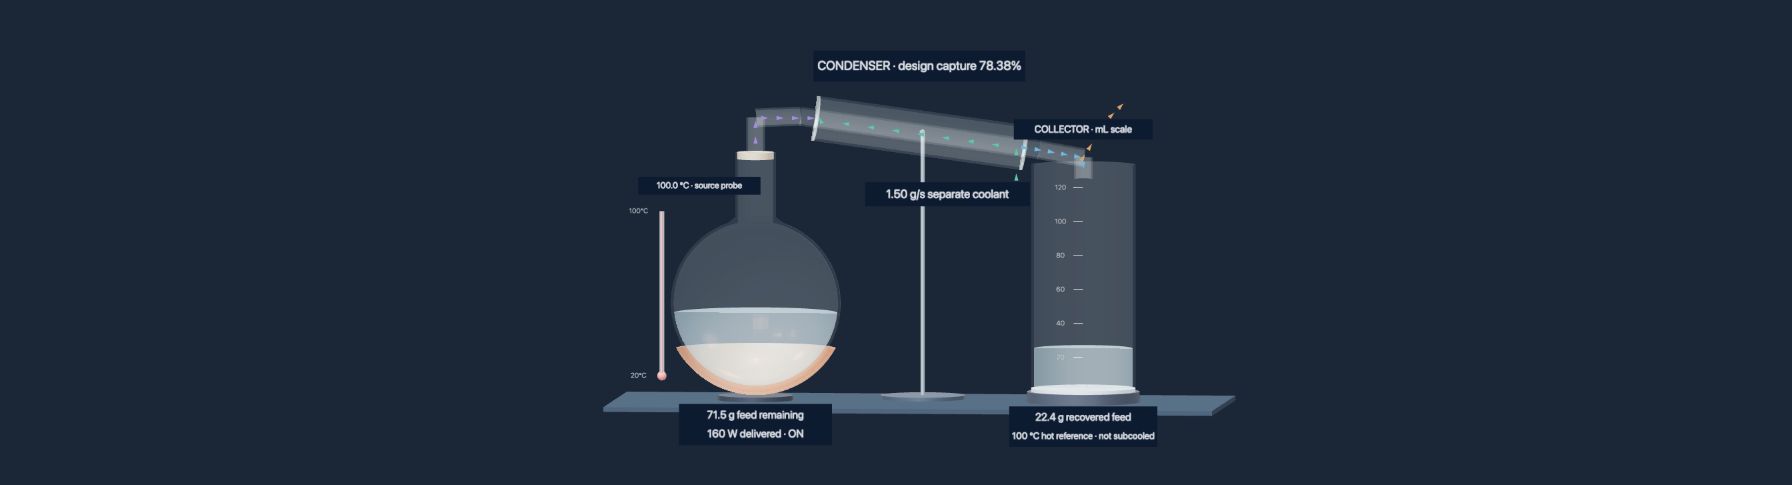 CONDENSER · design capture 78.38%
COLLECTOR · mL scale
100.0 °C · source probe
1.50 g/s separate coolant
100°C
20°C
120
100
80
60
40
20
71.5 g feed remaining
160 W delivered · ON
22.4 g recovered feed
100 °C hot reference · not subcooled